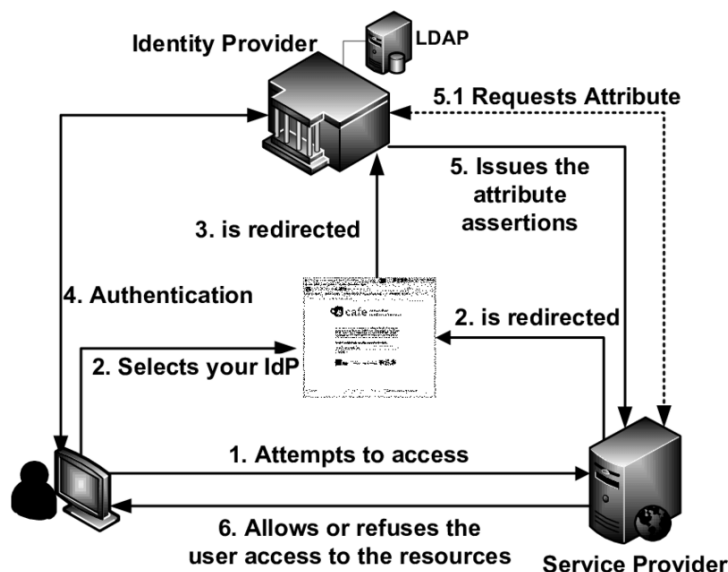 Identity Provider
LDAP
5.1 Requests Attribute
5. Issues the
attribute
assertions
3. is redirected
4. Authentication
cafe
2. is redirected
2. Selects your IdP
1. Attempts to access
6. Allows or refuses the
user access to the resources
Service Provider